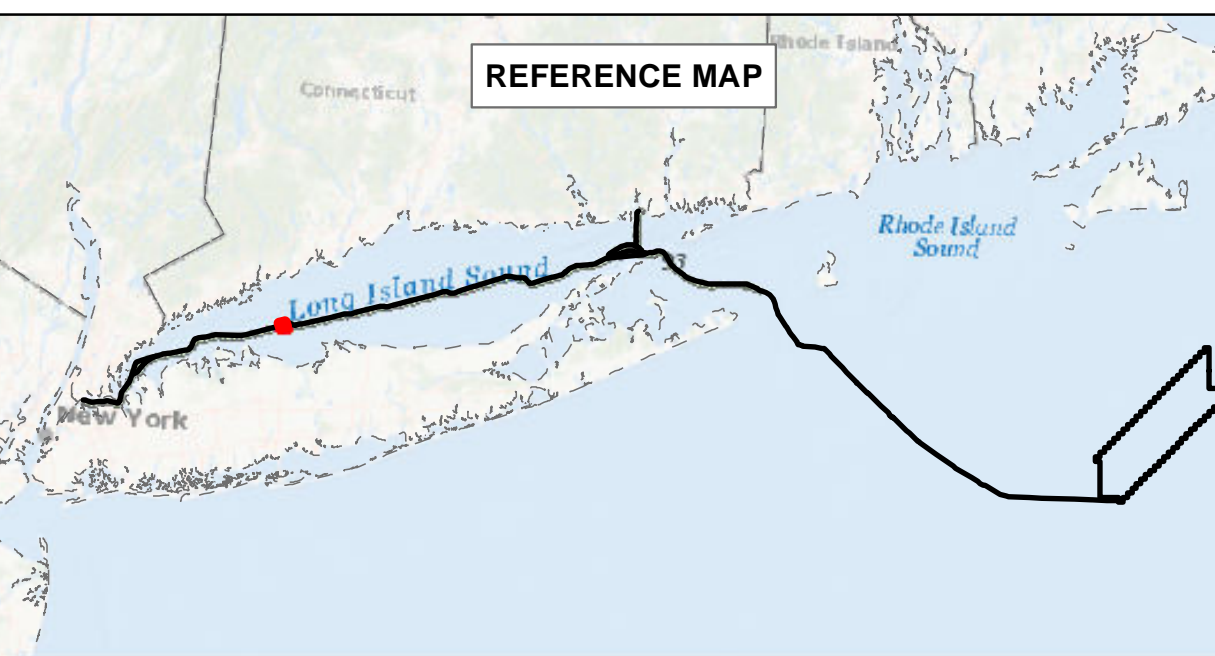 Rhode Island
REFERENCE MAP
Connecticut
Rhode Island
Sound
Long Island Sound
New York